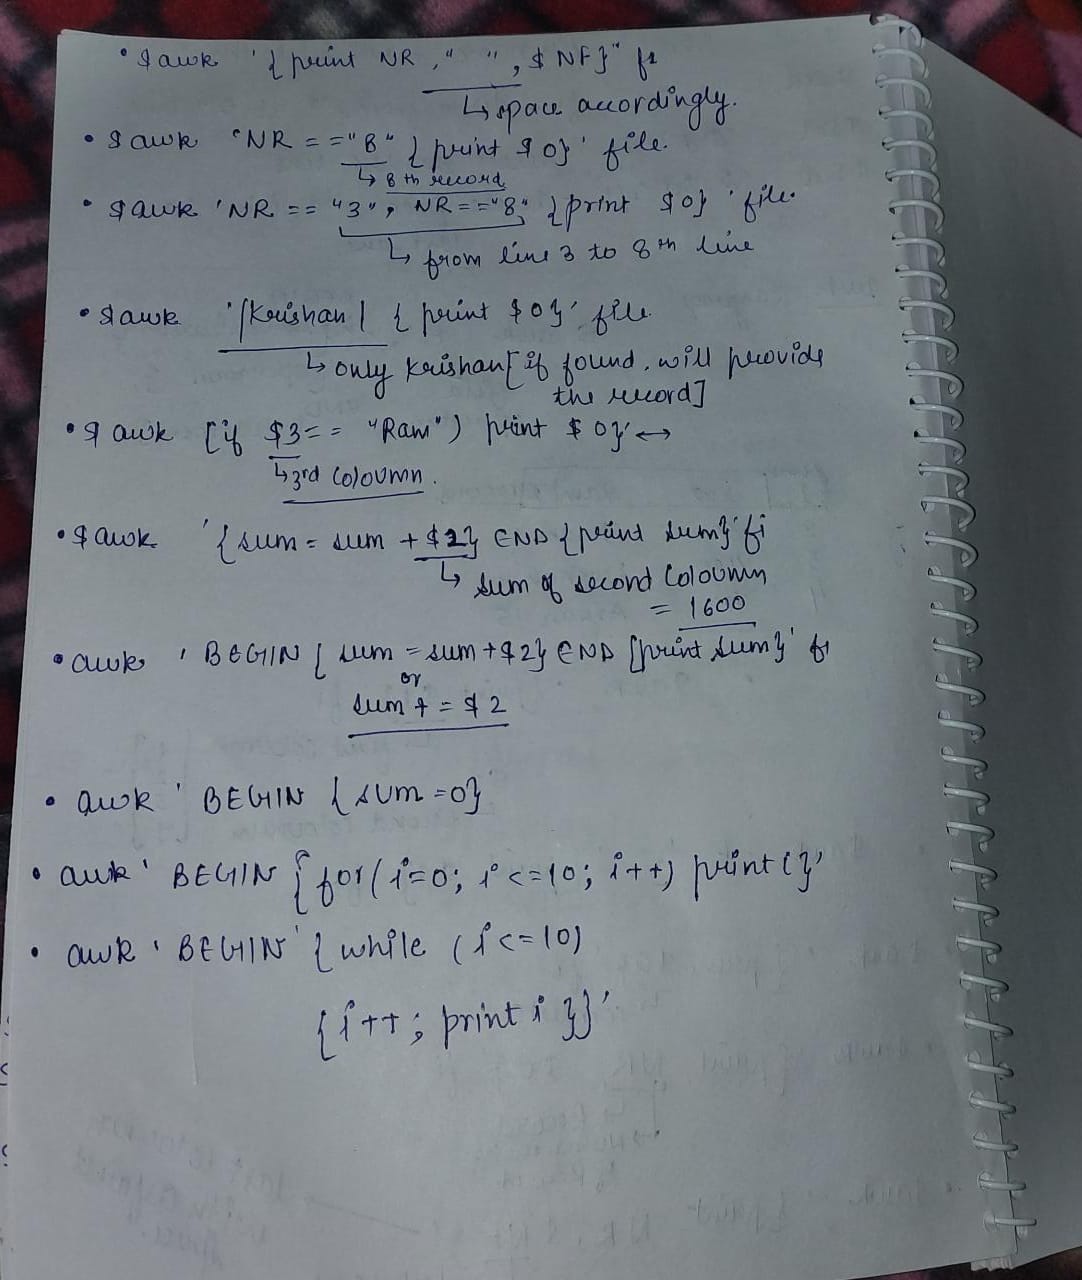 • $ awk '{ print NR ," ", $ NF}" f1
↳ space accordingly.
• $ awk 'NR = ="8" { print $ 0}' file.
↳ 8 th record
• $ awk 'NR == "3", NR=="8" {print $0} ' file.
↳ from line 3 to 8th line
• $awk '/Krishan / { print $0}' file.
↳ only Krishan [if found, will provide
the record]
• $ awk [if $3== "Ram") print $ 0}' ↔
↳3rd coloumn.
• $ awk '{sum = sum + $2} END {print sum}' fi
↳ sum of second coloumn
= 1600
• awk ' BEGIN { sum = sum+$2} END {print sum}' f1
or
sum + = $ 2
• awk ' BEGIN { sum =0}
• awk ' BEGIN { for( i=0; i<=10; i++) print i}'
• awk ' BEGIN ' { while ( i<=10)
{ i++; print i }}'